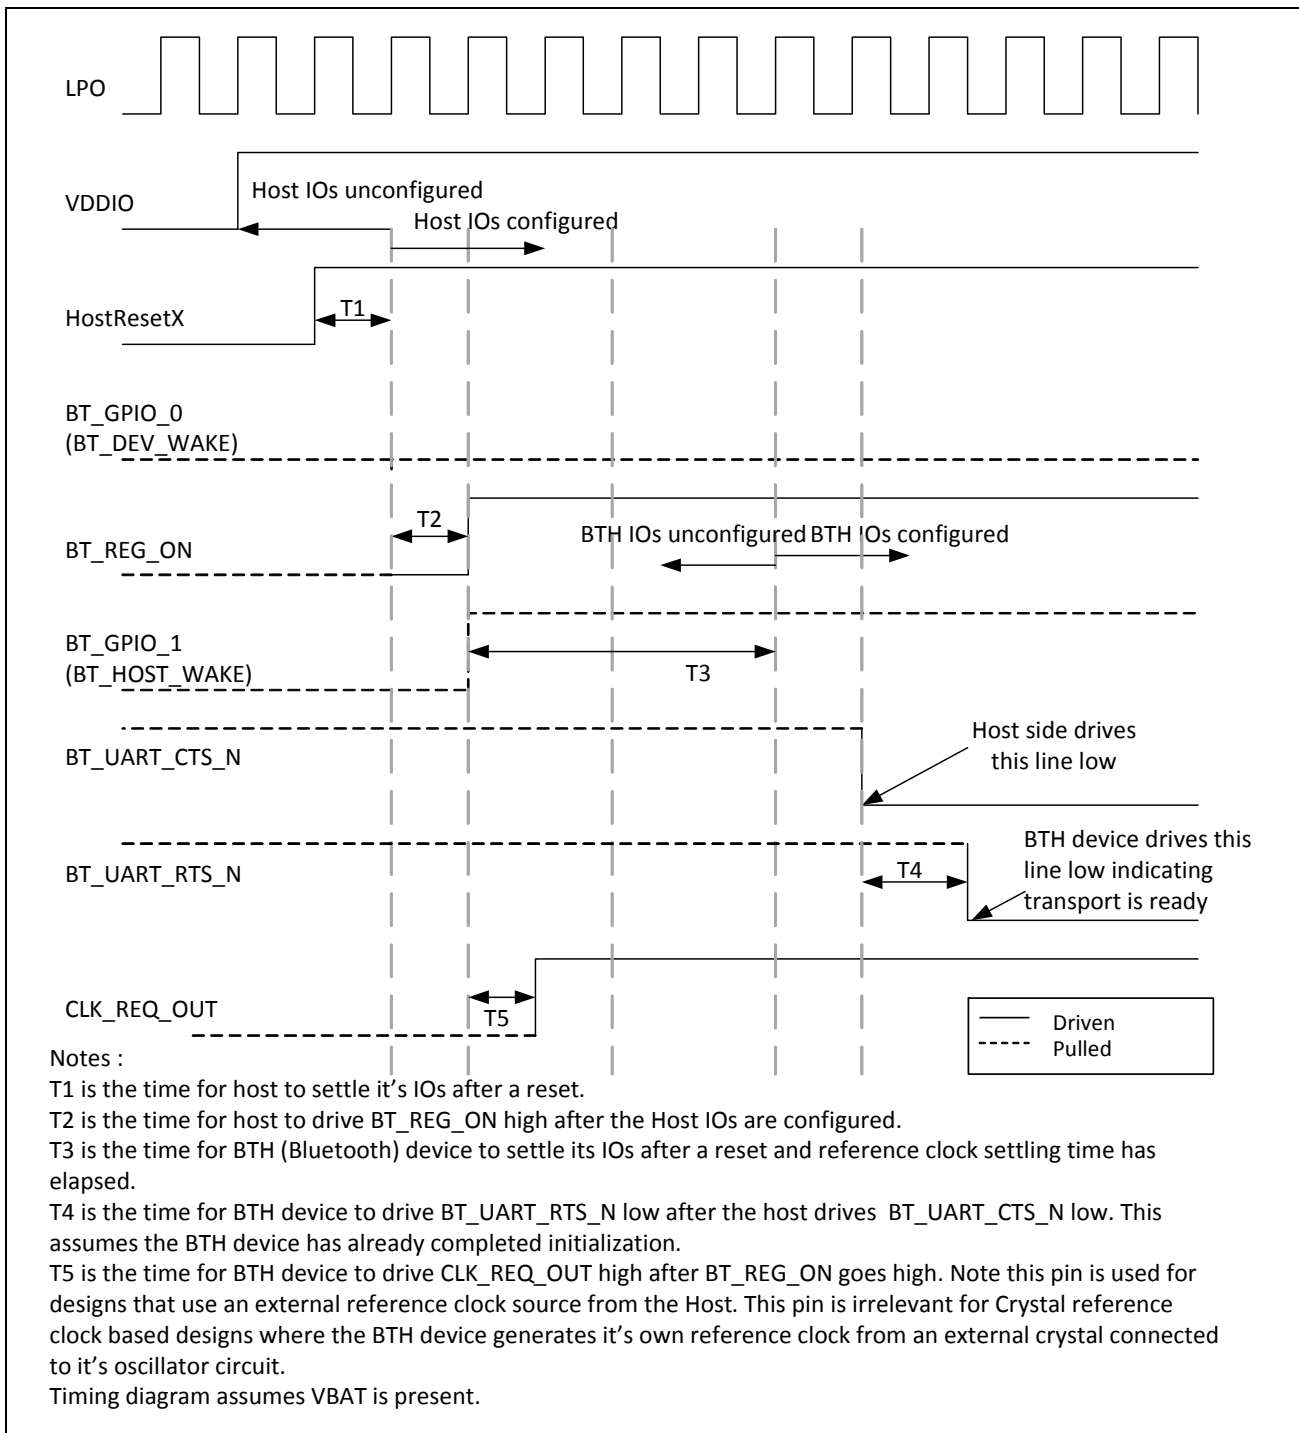 LPO
VDDIO
Host IOs unconfigured
Host IOs configured
HostResetX
T1
BT_GPIO_0
(BT_DEV_WAKE)
T2
BT_REG_ON
BTH IOs unconfigured
BTH IOs configured
BT_GPIO_1
(BT_HOST_WAKE)
T3
BT_UART_CTS_N
Host side drives
this line low
BT_UART_RTS_N
T4
BTH device drives this
line low indicating
transport is ready
CLK_REQ_OUT
T5
Driven
Pulled
Notes :
T1 is the time for host to settle it’s IOs after a reset.
T2 is the time for host to drive BT_REG_ON high after the Host IOs are configured.
T3 is the time for BTH (Bluetooth) device to settle its IOs after a reset and reference clock settling time has
elapsed.
T4 is the time for BTH device to drive BT_UART_RTS_N low after the host drives BT_UART_CTS_N low. This
assumes the BTH device has already completed initialization.
T5 is the time for BTH device to drive CLK_REQ_OUT high after BT_REG_ON goes high. Note this pin is used for
designs that use an external reference clock source from the Host. This pin is irrelevant for Crystal reference
clock based designs where the BTH device generates it’s own reference clock from an external crystal connected
to it’s oscillator circuit.
Timing diagram assumes VBAT is present.